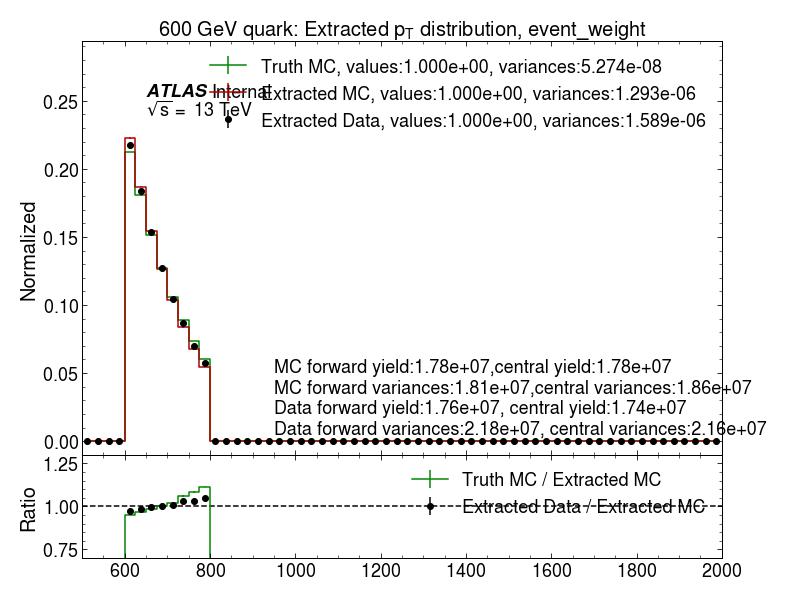 600 GeV quark: Extracted pT distribution, event_weight
Truth MC, values:1.000e+00, variances:5.274e-08
ATLAS Internal
Extracted MC, values:1.000e+00, variances:1.293e-06
√s = 13 TeV
Extracted Data, values:1.000e+00, variances:1.589e-06
Normalized
0.25
0.20
0.15
0.10
0.05
0.00
MC forward yield:1.78e+07,central yield:1.78e+07
MC forward variances:1.81e+07,central variances:1.86e+07
Data forward yield:1.76e+07, central yield:1.74e+07
Data forward variances:2.18e+07, central variances:2.16e+07
Ratio
1.25
1.00
0.75
Truth MC / Extracted MC
Extracted Data / Extracted MC
600 800 1000 1200 1400 1600 1800 2000